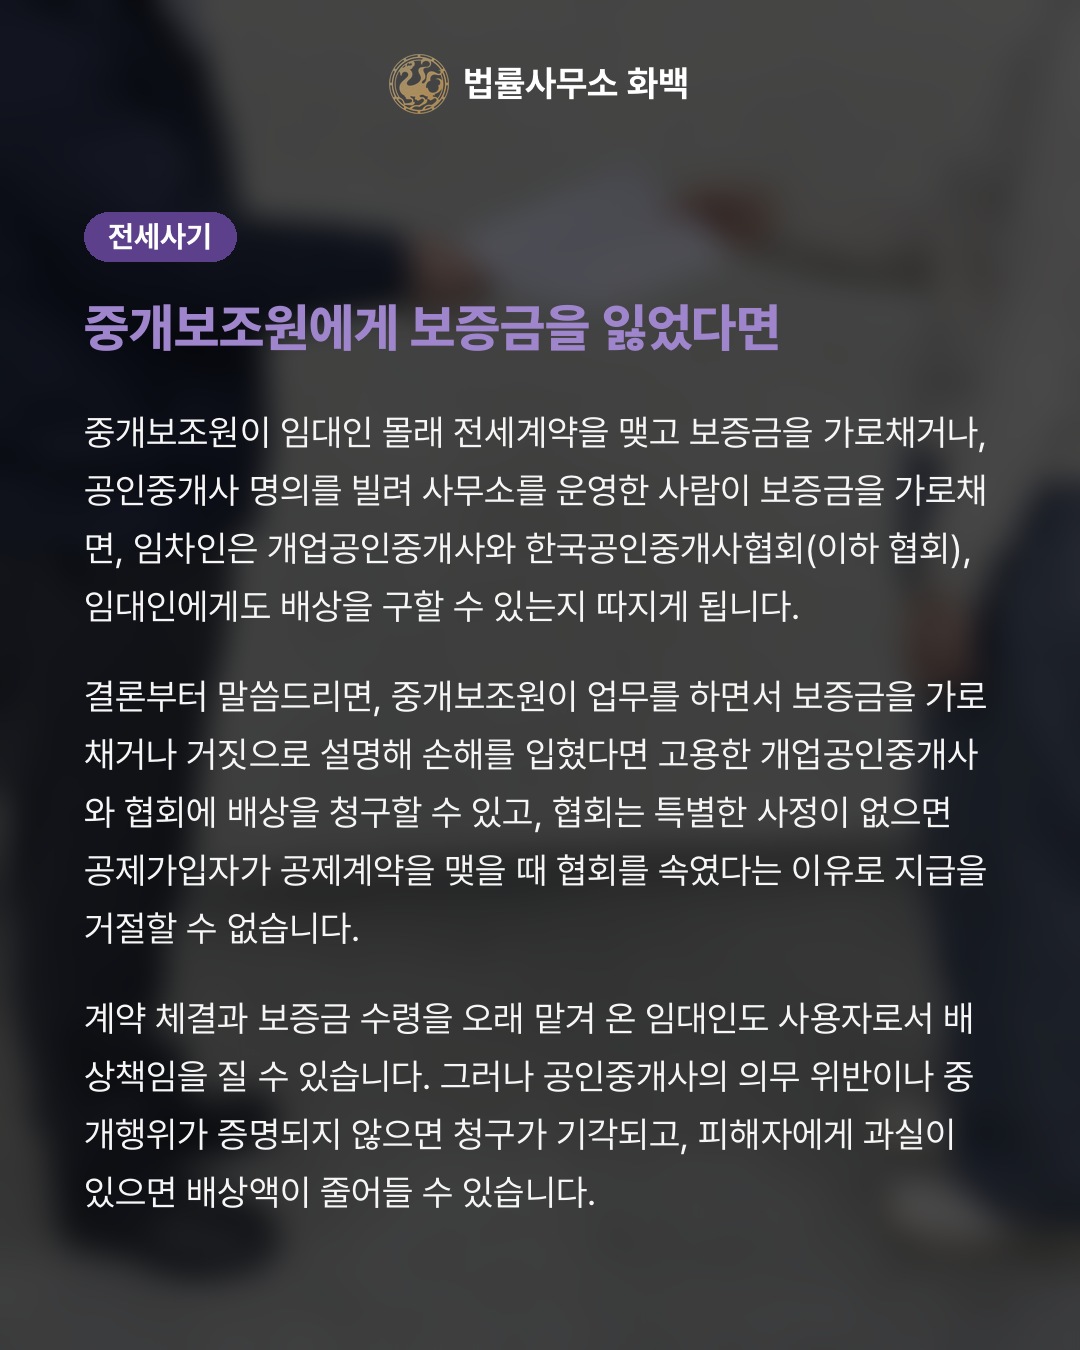 법률사무소 화백
전세사기
중개보조원에게 보증금을 잃었다면
중개보조원이 임대인 몰래 전세계약을 맺고 보증금을 가로채거나,
공인중개사 명의를 빌려 사무소를 운영한 사람이 보증금을 가로채
면, 임차인은 개업공인중개사와 한국공인중개사협회(이하 협회),
임대인에게도 배상을 구할 수 있는지 따지게 됩니다.
결론부터 말씀드리면, 중개보조원이 업무를 하면서 보증금을 가로
채거나 거짓으로 설명해 손해를 입혔다면 고용한 개업공인중개사
와 협회에 배상을 청구할 수 있고, 협회는 특별한 사정이 없으면
공제가입자가 공제계약을 맺을 때 협회를 속였다는 이유로 지급을
거절할 수 없습니다.
계약 체결과 보증금 수령을 오래 맡겨 온 임대인도 사용자로서 배
상책임을 질 수 있습니다. 그러나 공인중개사의 의무 위반이나 중
개행위가 증명되지 않으면 청구가 기각되고, 피해자에게 과실이
있으면 배상액이 줄어들 수 있습니다.